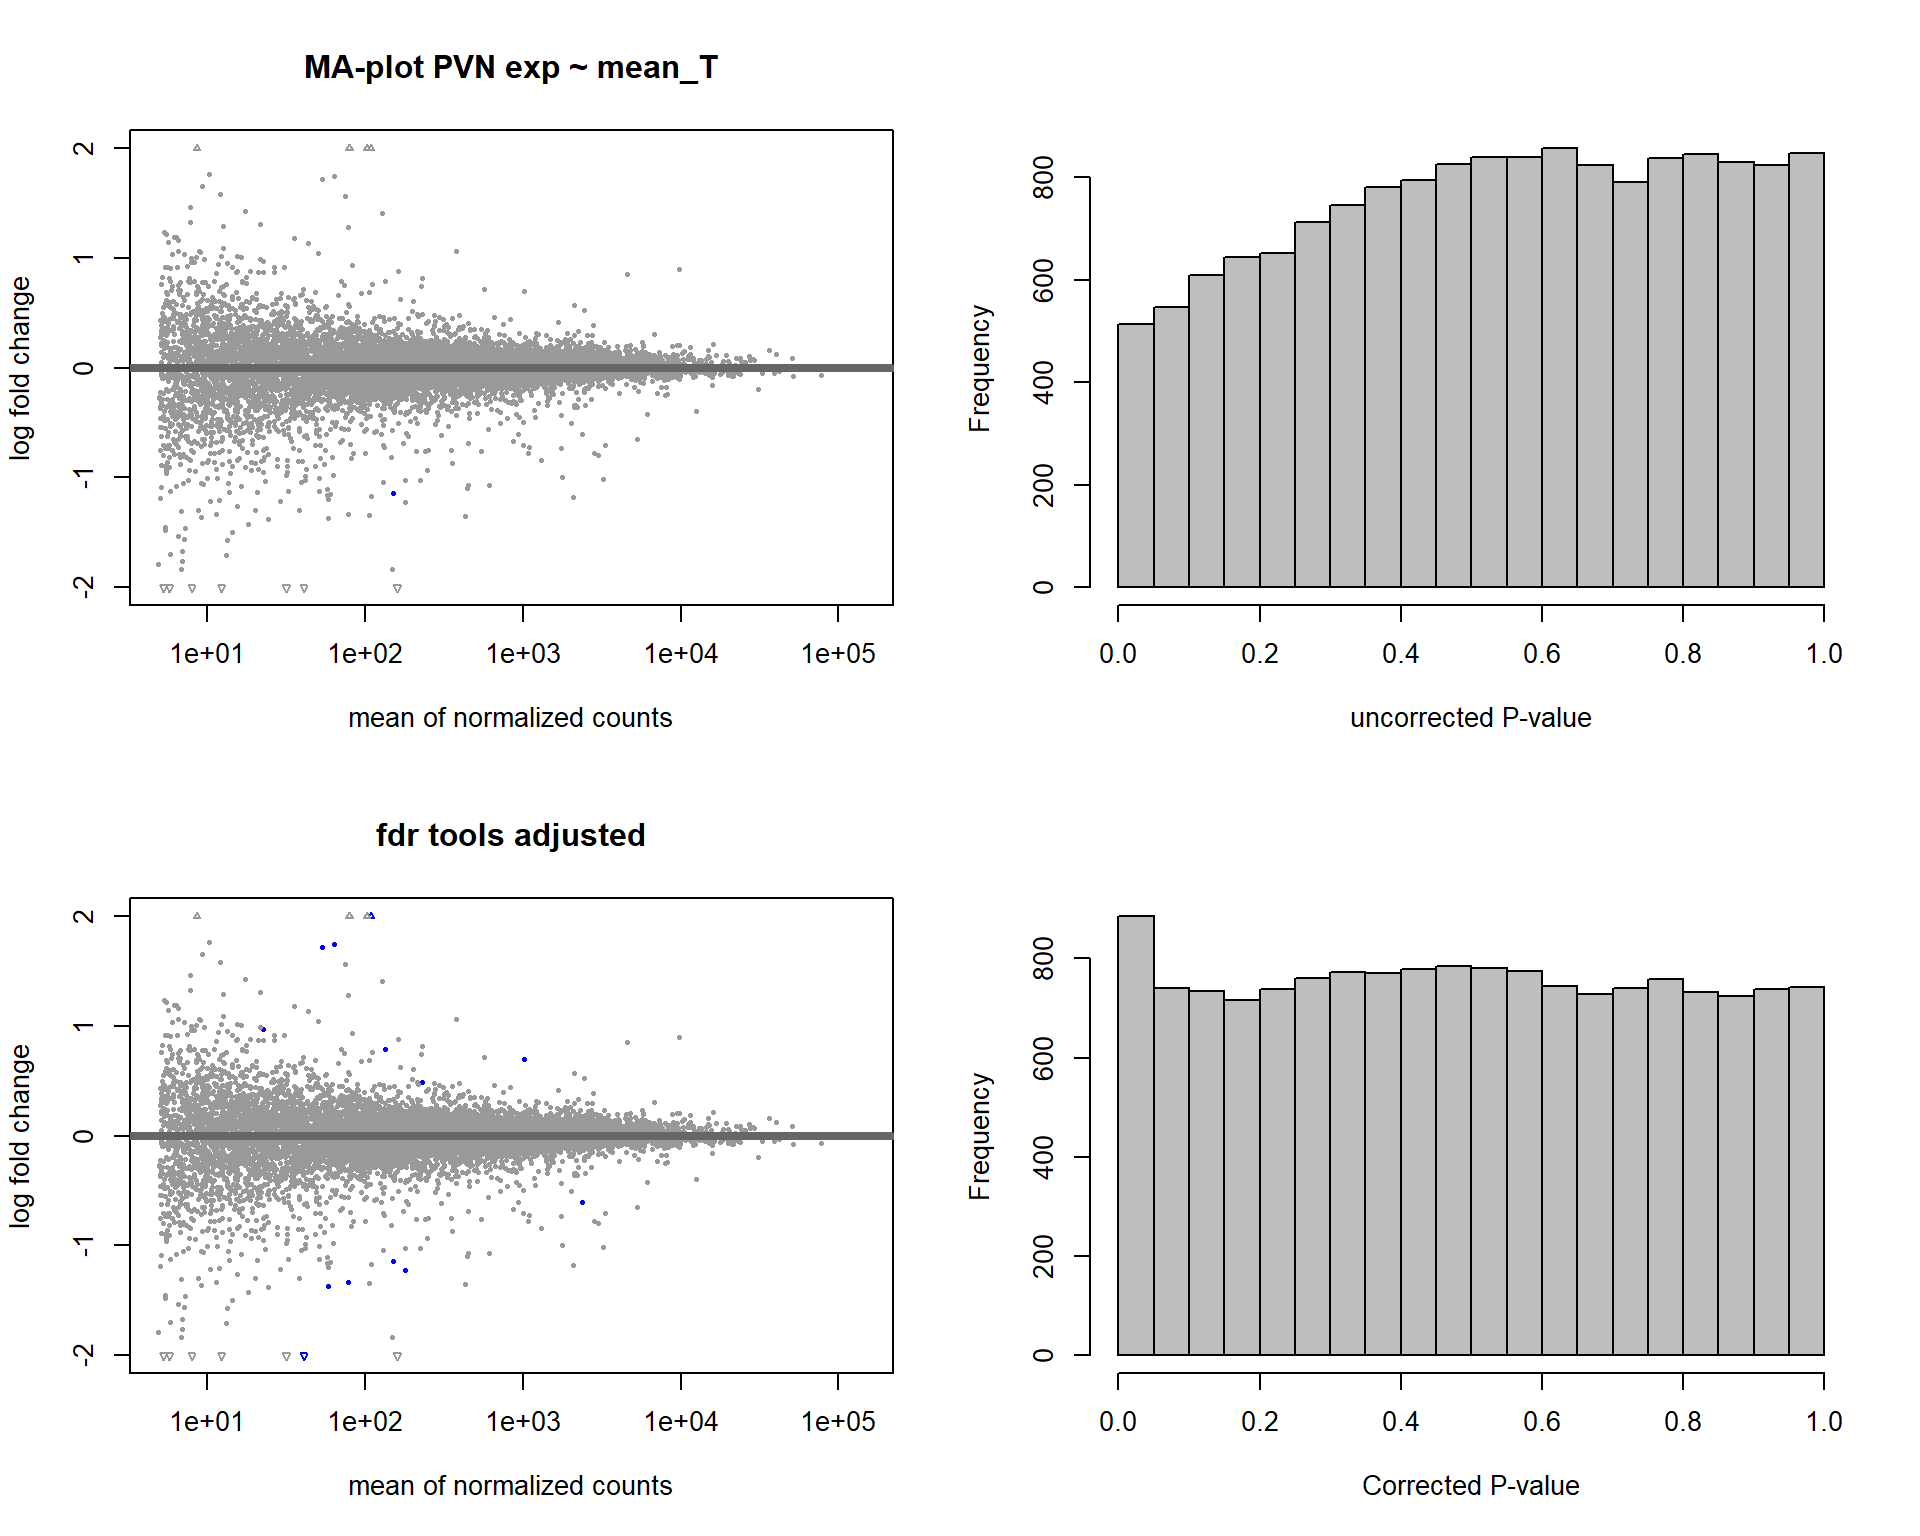 MA-plot PVN exp ~ mean_T
log fold change
2
1
0
-1
-2
1e+01 1e+02 1e+03 1e+04 1e+05
mean of normalized counts
Frequency
800
600
400
200
0
0.0 0.2 0.4 0.6 0.8 1.0
uncorrected P-value
fdr tools adjusted
log fold change
2
1
0
-1
-2
1e+01 1e+02 1e+03 1e+04 1e+05
mean of normalized counts
Frequency
800
600
400
200
0
0.0 0.2 0.4 0.6 0.8 1.0
Corrected P-value